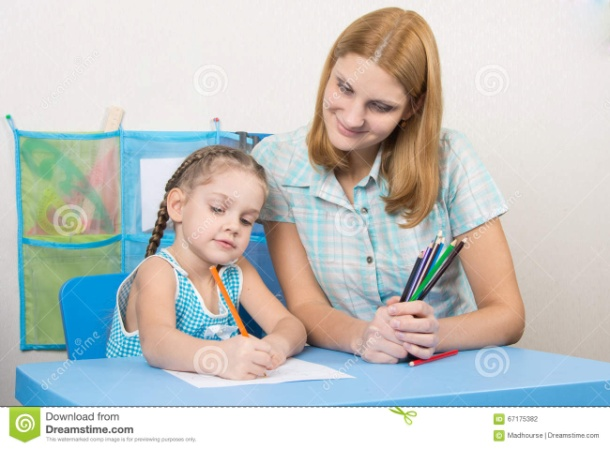 Download from
Dreamstime.com
This watermarked comp image is for previewing purposes only.
67175382
Madhourse | Dreamstime.com